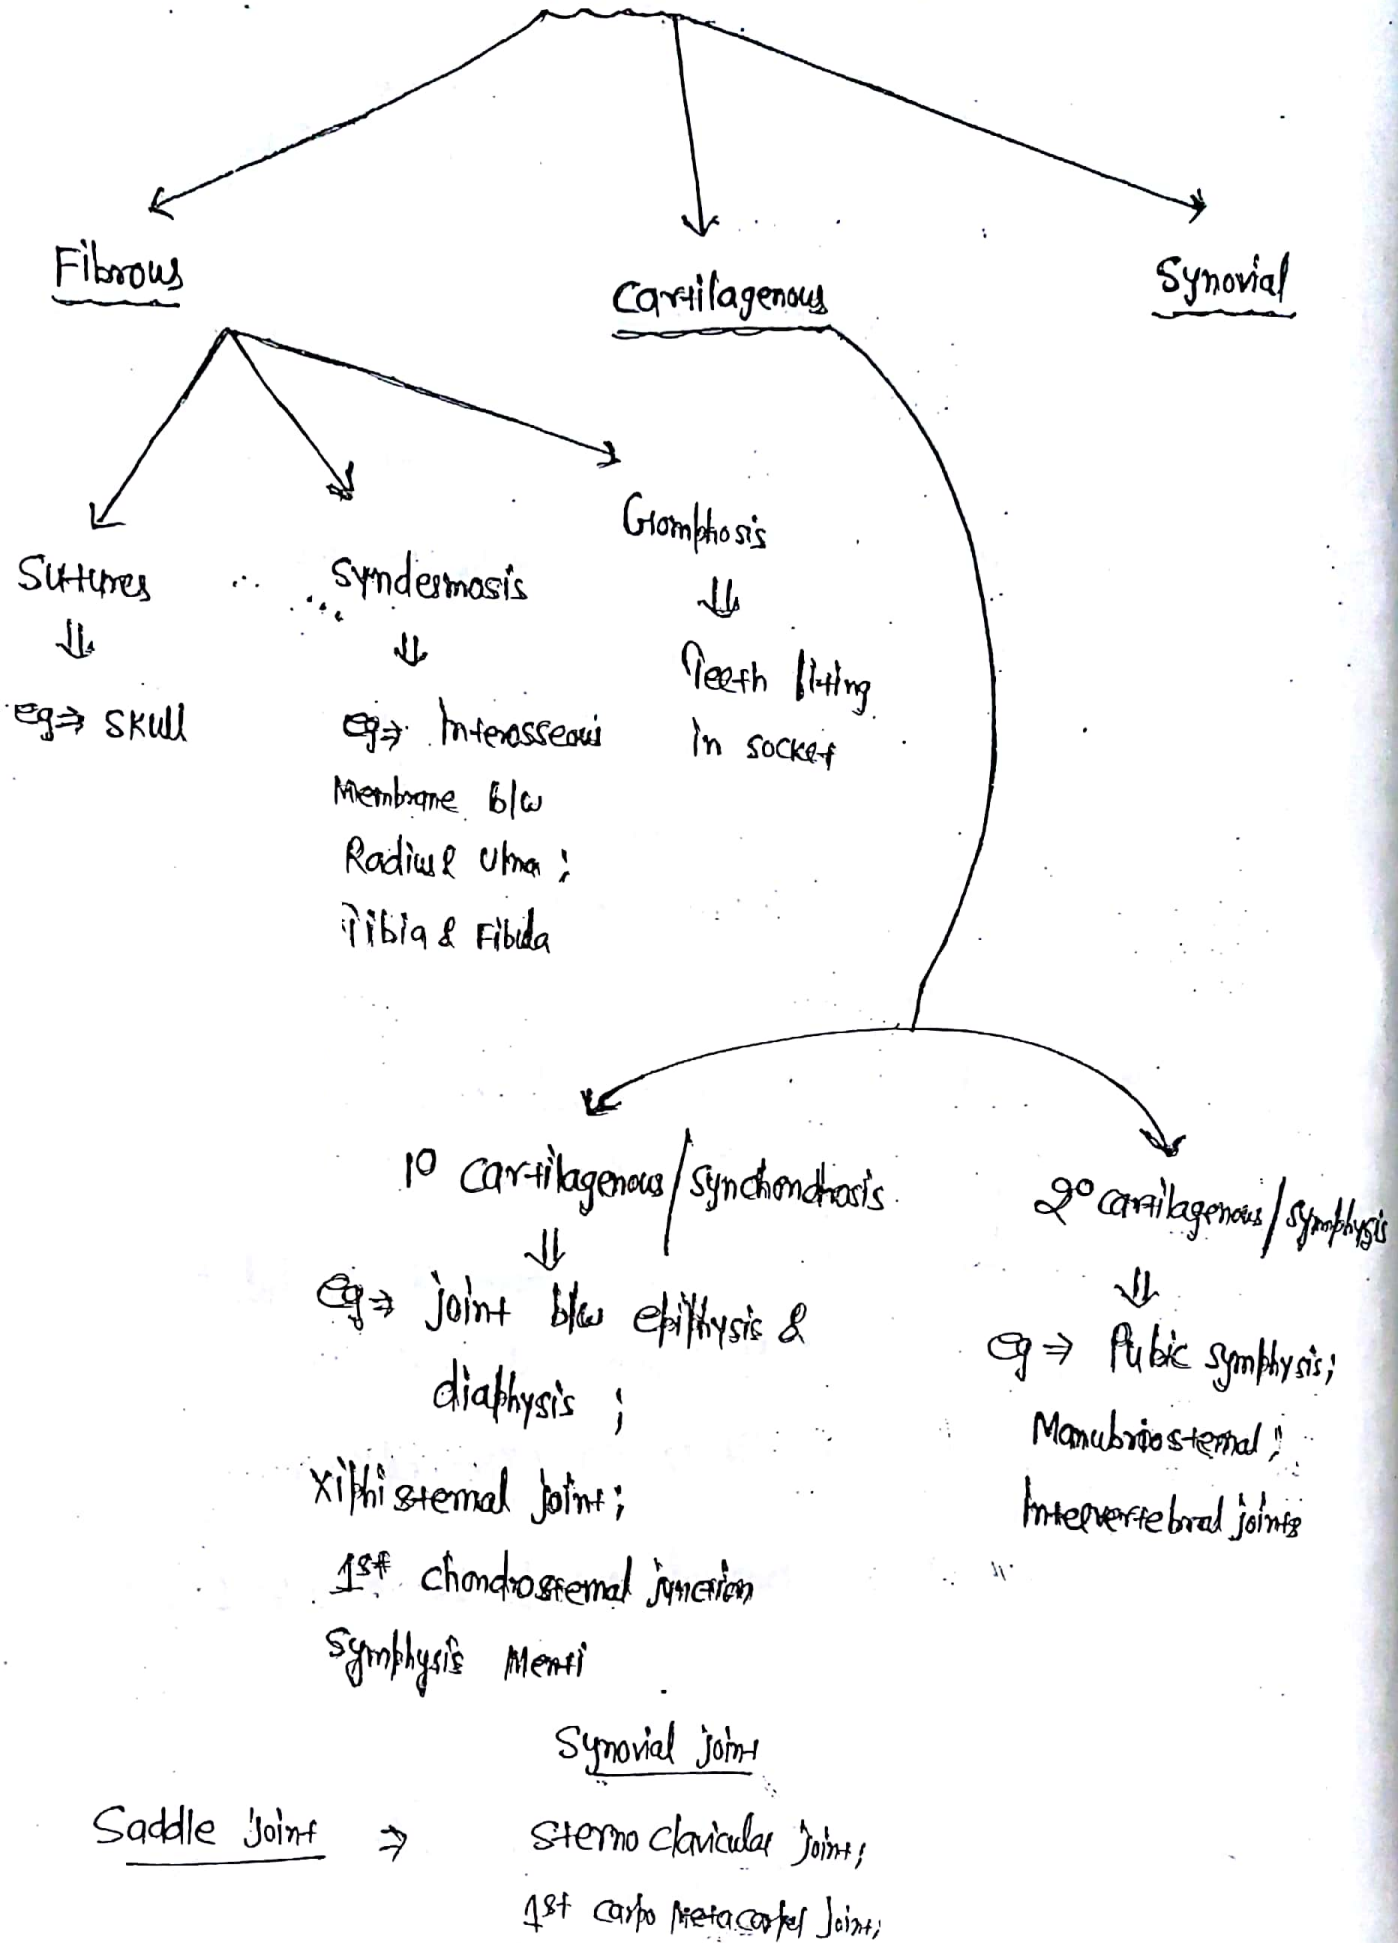 Fibrous
Cartilagenous
Synovial
Sutures
⇓
eg⇒ Skull
Syndesmosis
⇓
eg⇒ Interosseous
Membrane b/w
Radius & Ulna ;
Tibia & Fibula
Gomphosis
⇓
Teeth fitting
in socket
1° Cartilagenous / Synchondrosis
⇓
eg⇒ joint b/w epiphysis &
diaphysis ;
Xiphisternal joint;
1st chondrosternal junction
Symphysis Menti
2° cartilagenous / symphysis
⇓
eg ⇒ Pubic symphysis;
Manubriosternal ;
Intervertebral joints
Synovial joint
Saddle joint ⇒ Sterno clavicular joint;
1st carpo metacarpal joint;